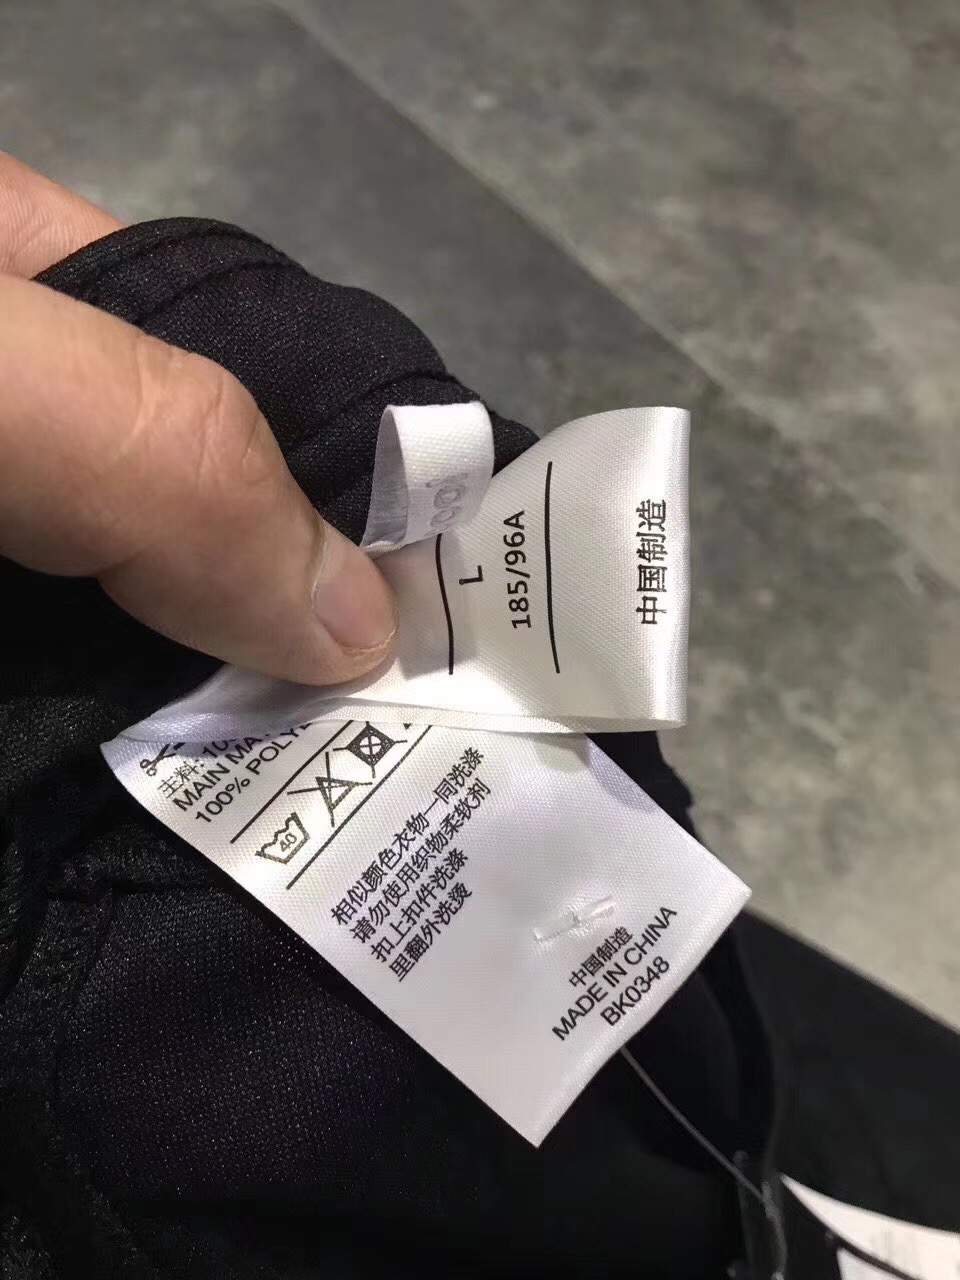 L
185/96A
中国制造
主料:
MAIN MA
100% POLYE
40
相似颜色衣物一同洗涤
请勿使用织物柔软剂
扣上扣件洗涤
里翻外洗烫
中国制造
MADE IN CHINA
BK0348